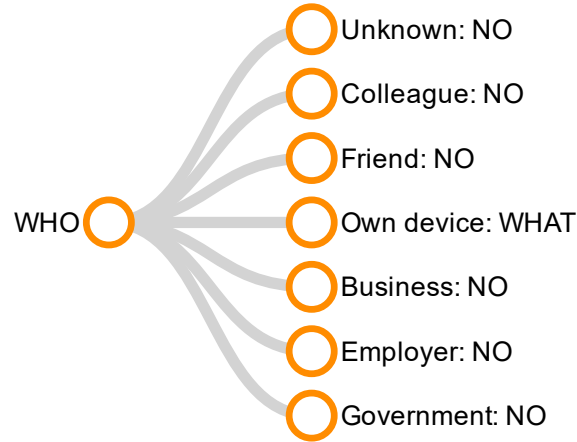 Unknown: NO
Colleague: NO
Friend: NO
WHO
Own device: WHAT
Business: NO
Employer: NO
Government: NO